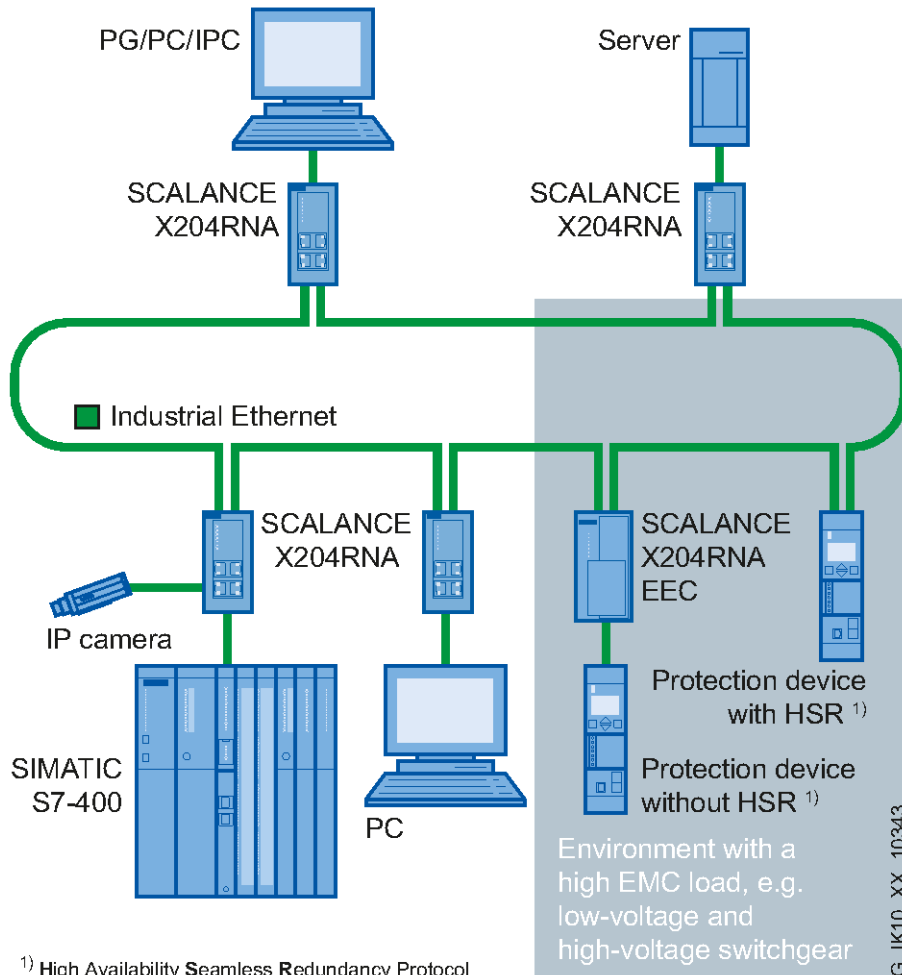 PG/PC/IPC
Server
SCALANCE
X204RNA
SCALANCE
X204RNA
Industrial Ethernet
SCALANCE
X204RNA
SCALANCE
X204RNA
EEC
IP camera
Protection device
with HSR 1)
SIMATIC
S7-400
PC
Protection device
without HSR 1)
Environment with a
high EMC load, e.g.
low-voltage and
high-voltage switchgear
1) High Availability Seamless Redundancy Protocol
G_IK10_XX_10343